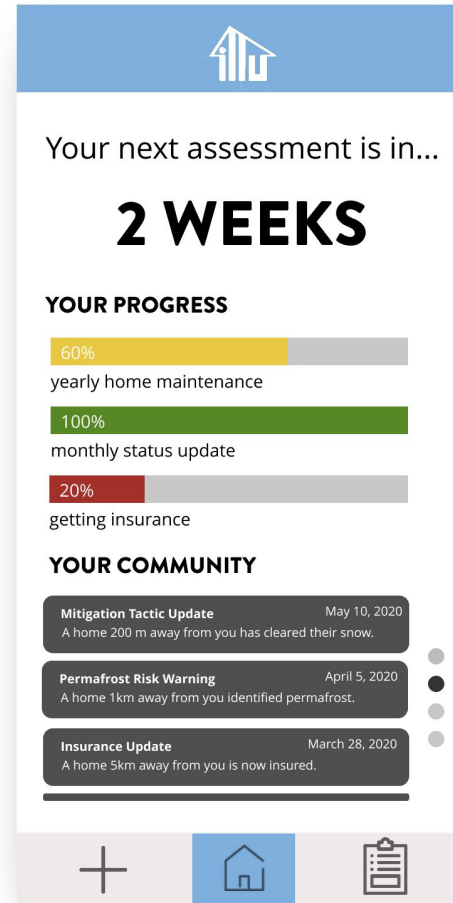 illu
Your next assessment is in...
2 WEEKS
YOUR PROGRESS
60%
yearly home maintenance
100%
monthly status update
20%
getting insurance
YOUR COMMUNITY
Mitigation Tactic Update May 10, 2020
A home 200 m away from you has cleared their snow.
Permafrost Risk Warning April 5, 2020
A home 1km away from you identified permafrost.
Insurance Update March 28, 2020
A home 5km away from you is now insured.